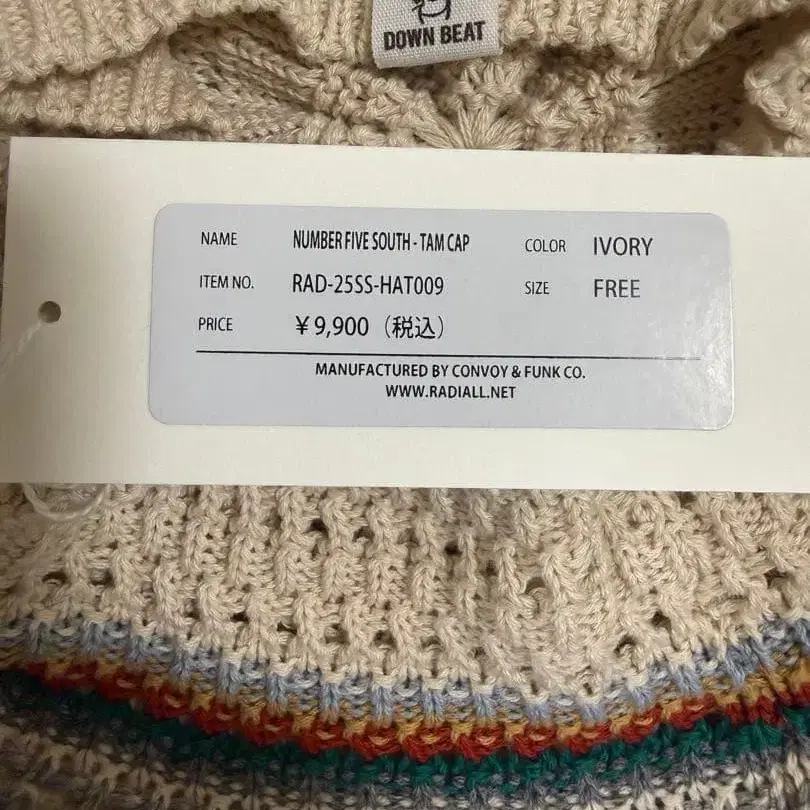 DOWN BEAT
NAME NUMBER FIVE SOUTH - TAM CAP COLOR IVORY
ITEM NO. RAD-25SS-HAT009 SIZE FREE
PRICE ¥9,900（税込）
MANUFACTURED BY CONVOY & FUNK CO.
WWW.RADIALL.NET